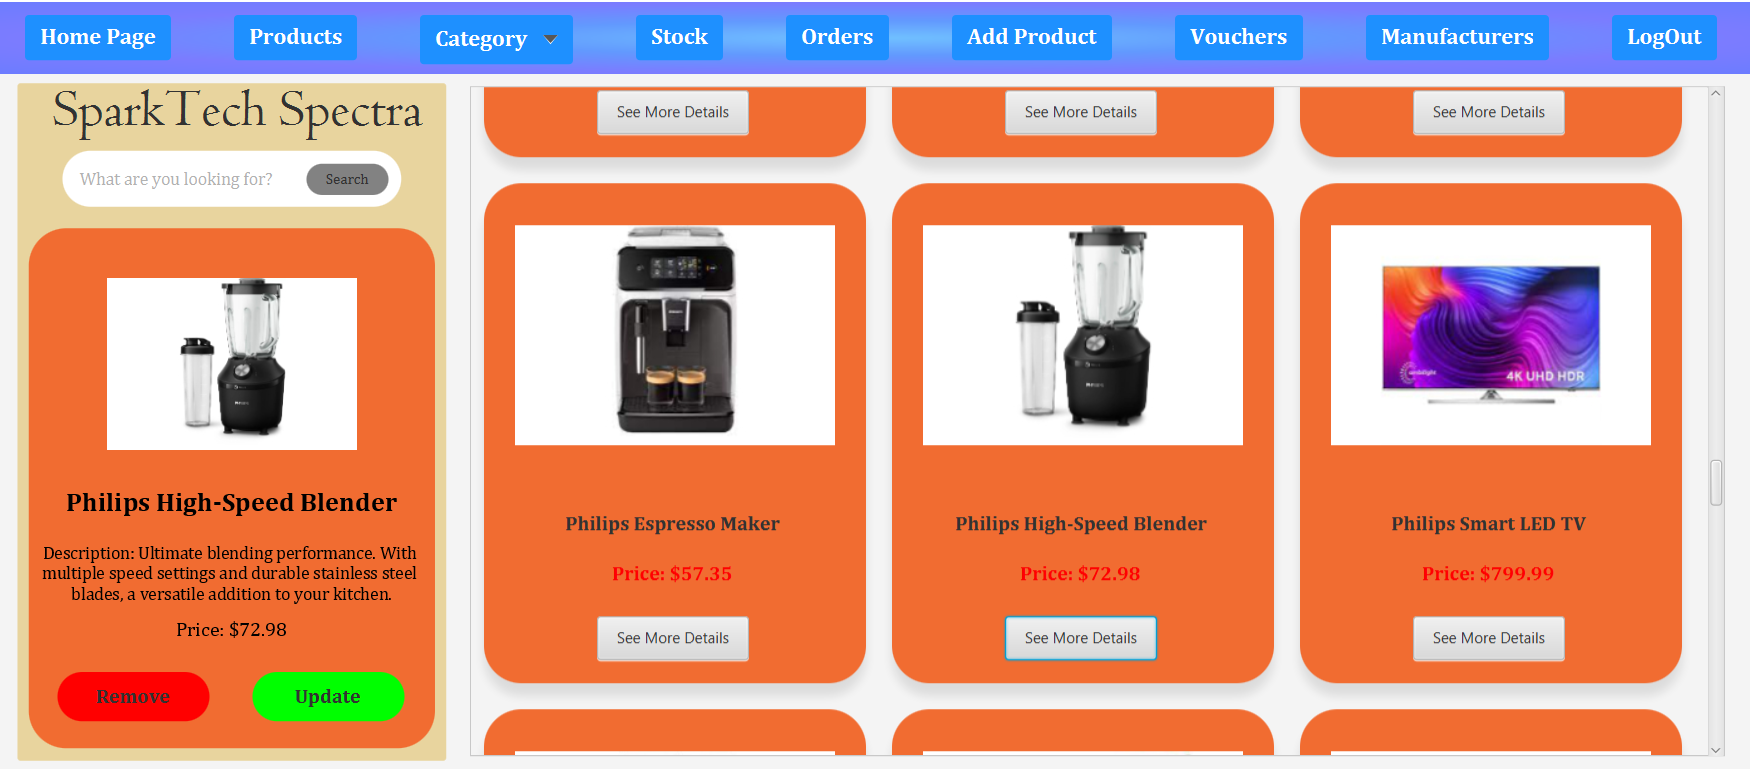 Home Page
Products
Category
Stock
Orders
Add Product
Vouchers
Manufacturers
LogOut
SparkTech Spectra
What are you looking for?
Search
Philips High-Speed Blender
Description: Ultimate blending performance. With
multiple speed settings and durable stainless steel
blades, a versatile addition to your kitchen.
Price: $72.98
Remove
Update
See More Details
See More Details
See More Details
4K UHD HDR
Philips Espresso Maker
Philips High-Speed Blender
Philips Smart LED TV
Price: $57.35
Price: $72.98
Price: $799.99
See More Details
See More Details
See More Details